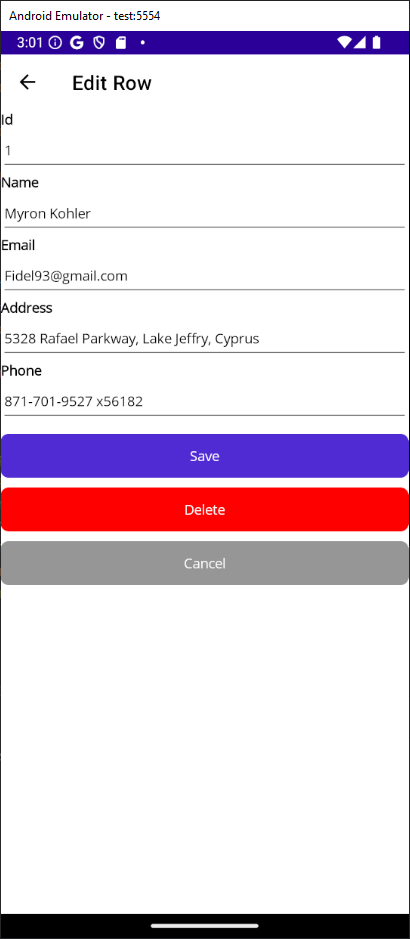 Android Emulator - test:5554
3:01
Edit Row
Id
1
Name
Myron Kohler
Email
Fidel93@gmail.com
Address
5328 Rafael Parkway, Lake Jeffry, Cyprus
Phone
871-701-9527 x56182
Save
Delete
Cancel